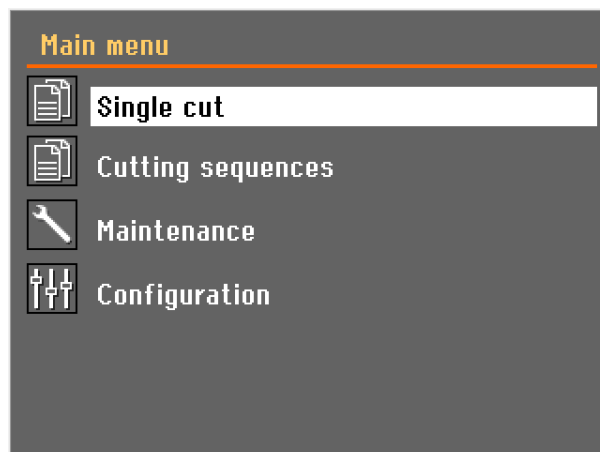 Main menu
Single cut
Cutting sequences
Maintenance
Configuration